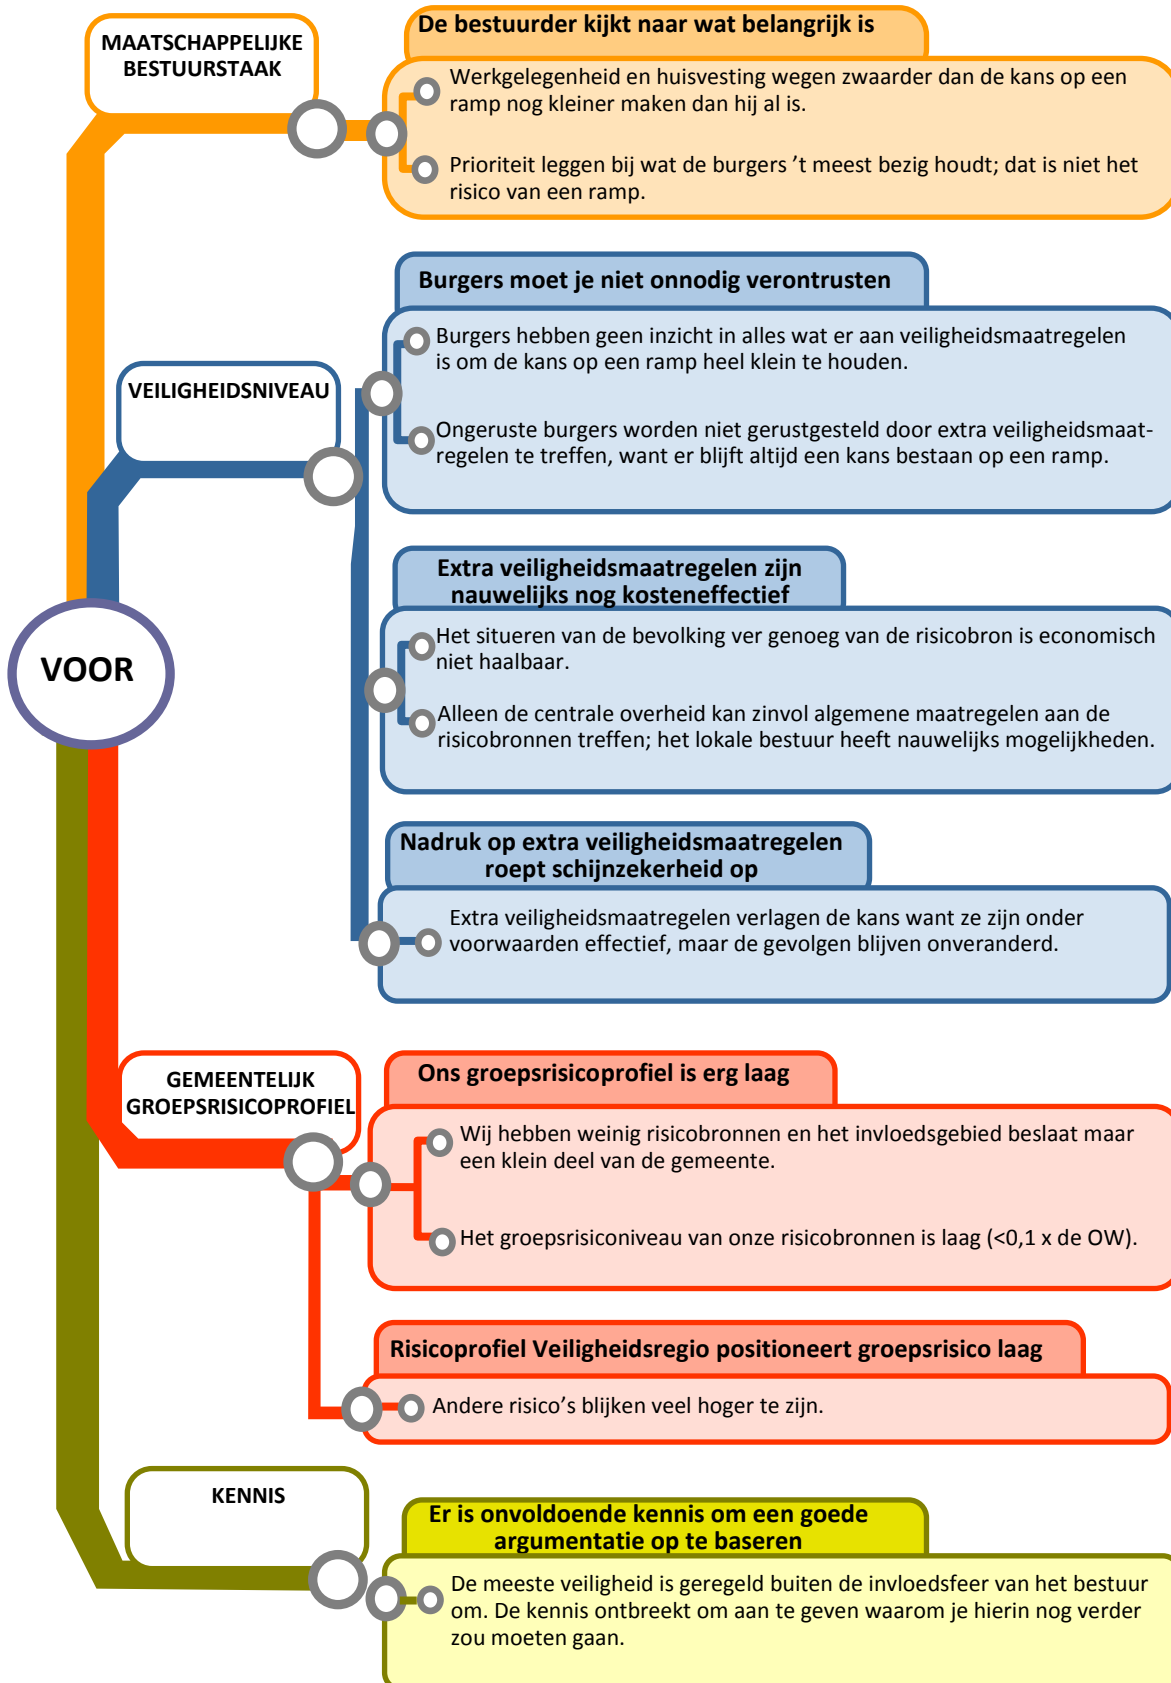 MAATSCHAPPELIJKE
BESTUURSTAAK
De bestuurder kijkt naar wat belangrijk is
Werkgelegenheid en huisvesting wegen zwaarder dan de kans op een
ramp nog kleiner maken dan hij al is.
Prioriteit leggen bij wat de burgers ’t meest bezig houdt; dat is niet het
risico van een ramp.
VEILIGHEIDSNIVEAU
Burgers moet je niet onnodig verontrusten
Burgers hebben geen inzicht in alles wat er aan veiligheidsmaatregelen
is om de kans op een ramp heel klein te houden.
Ongeruste burgers worden niet gerustgesteld door extra veiligheidsmaat-
regelen te treffen, want er blijft altijd een kans bestaan op een ramp.
Extra veiligheidsmaatregelen zijn
nauwelijks nog kosteneffectief
Het situeren van de bevolking ver genoeg van de risicobron is economisch
niet haalbaar.
Alleen de centrale overheid kan zinvol algemene maatregelen aan de
risicobronnen treffen; het lokale bestuur heeft nauwelijks mogelijkheden.
VOOR
Nadruk op extra veiligheidsmaatregelen
roept schijnzekerheid op
Extra veiligheidsmaatregelen verlagen de kans want ze zijn onder
voorwaarden effectief, maar de gevolgen blijven onveranderd.
GEMEENTELIJK
GROEPSRISICOPROFIEL
Ons groepsrisicoprofiel is erg laag
Wij hebben weinig risicobronnen en het invloedsgebied beslaat maar
een klein deel van de gemeente.
Het groepsrisiconiveau van onze risicobronnen is laag (<0,1 x de OW).
Risicoprofiel Veiligheidsregio positioneert groepsrisico laag
Andere risico’s blijken veel hoger te zijn.
KENNIS
Er is onvoldoende kennis om een goede
argumentatie op te baseren
De meeste veiligheid is geregeld buiten de invloedsfeer van het bestuur
om. De kennis ontbreekt om aan te geven waarom je hierin nog verder
zou moeten gaan.